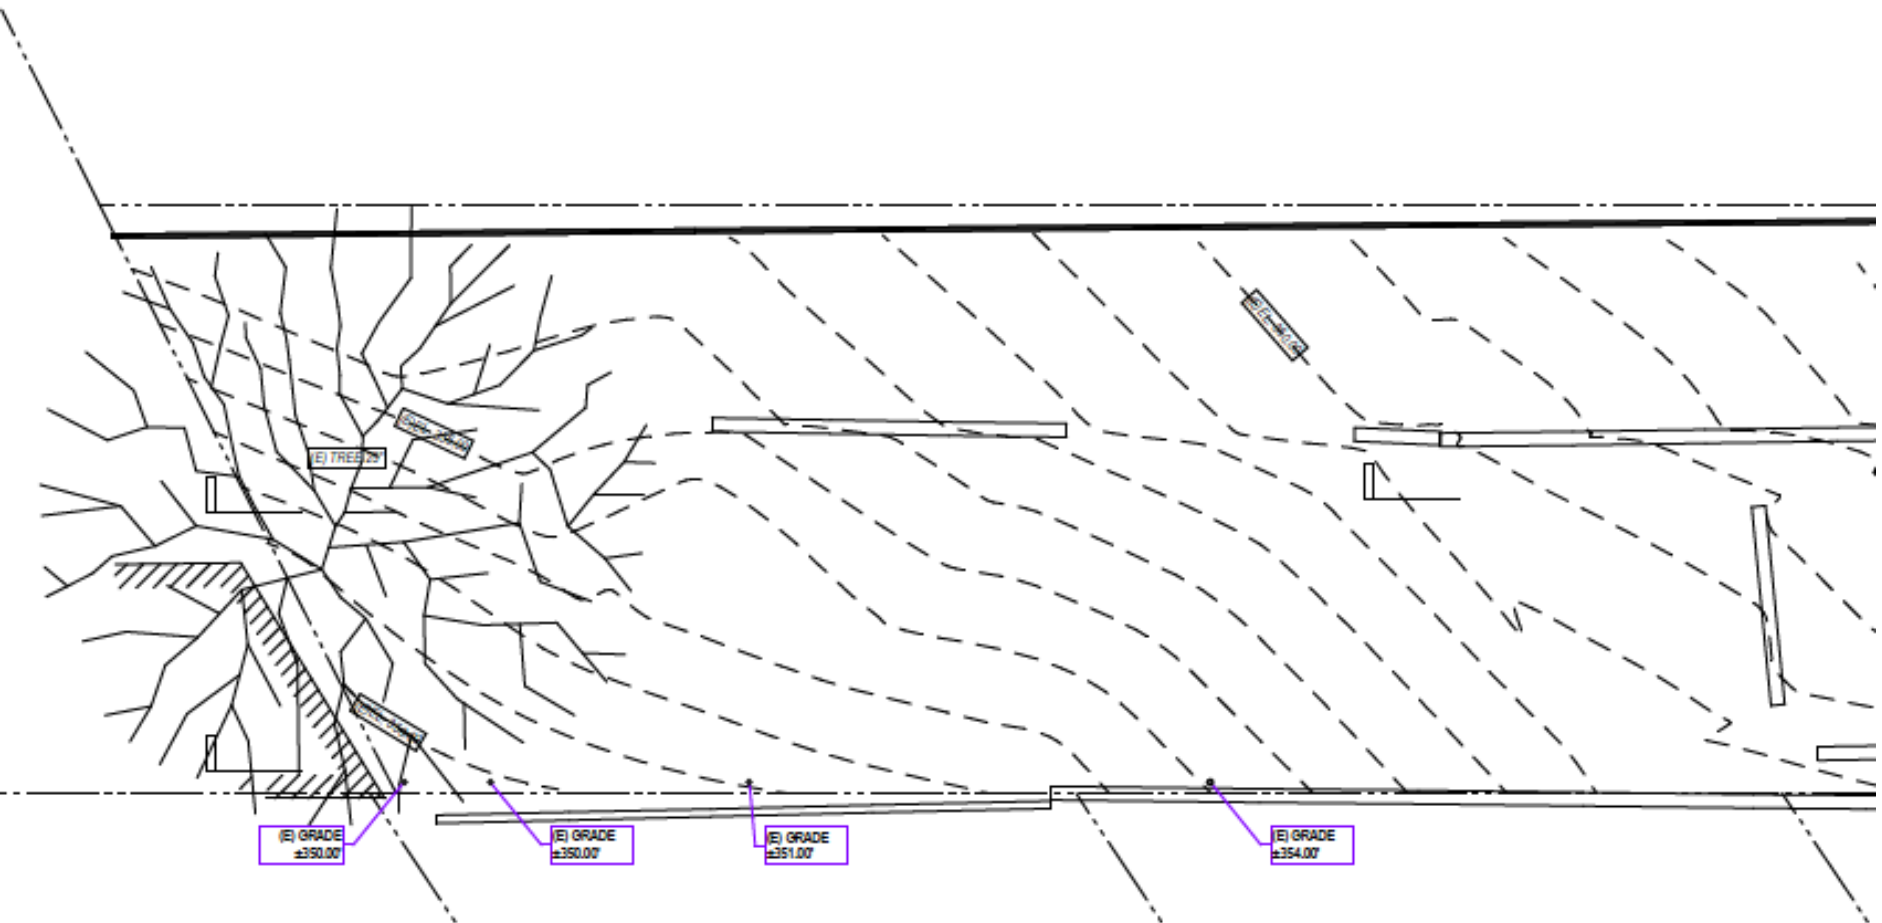 (E) TREE 25"
(E) GRADE
±350.00'
(E) GRADE
±350.00'
(E) GRADE
±351.00'
(E) GRADE
±354.00'